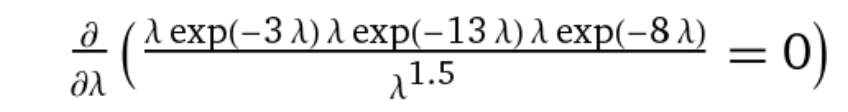 ∂/∂λ ( λ exp(−3 λ) λ exp(−13 λ) λ exp(−8 λ) / λ^1.5 = 0 )